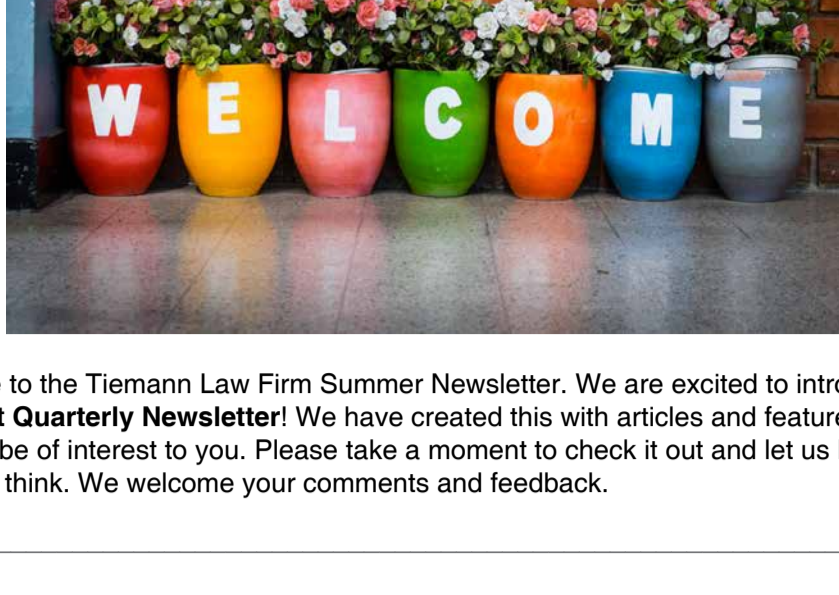 WELCOME
to the Tiemann Law Firm Summer Newsletter. We are excited to
Quarterly Newsletter! We have created this with articles and
be of interest to you. Please take a moment to check it out and let us
think. We welcome your comments and feedback.